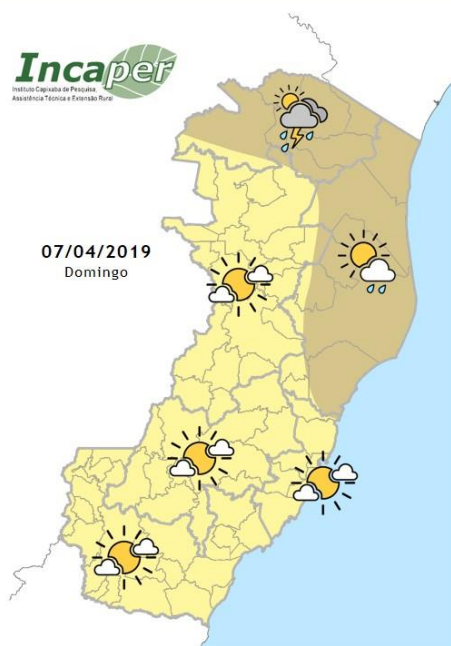 Incaper
Instituto Capixaba de Pesquisa,
Assistência Técnica e Extensão Rural
07/04/2019
Domingo